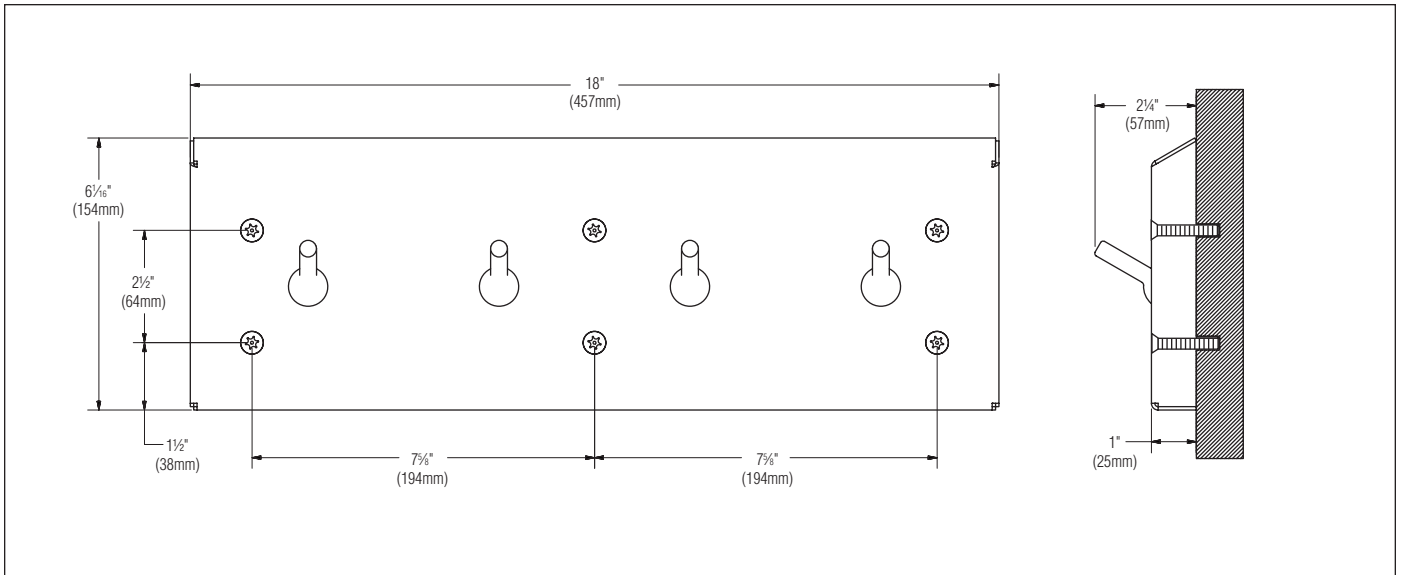 18"
(457mm)
2¼"
(57mm)
6¹⁄₁₆"
(154mm)
2½"
(64mm)
1½"
(38mm)
7⅝"
(194mm)
7⅝"
(194mm)
1"
(25mm)